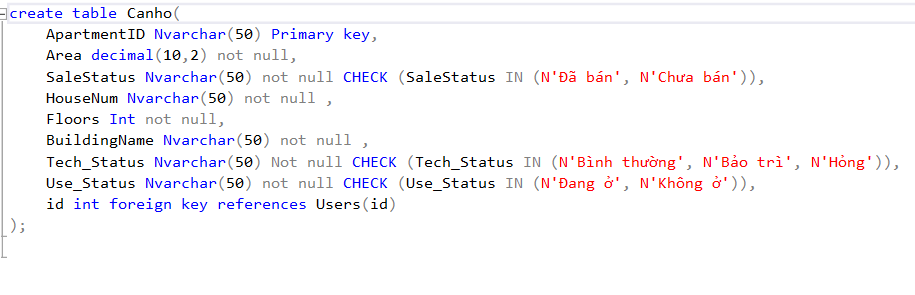 create table Canho(
ApartmentID Nvarchar(50) Primary key,
Area decimal(10,2) not null,
SaleStatus Nvarchar(50) not null CHECK (SaleStatus IN (N'Đã bán', N'Chưa bán')),
HouseNum Nvarchar(50) not null ,
Floors Int not null,
BuildingName Nvarchar(50) not null ,
Tech_Status Nvarchar(50) Not null CHECK (Tech_Status IN (N'Bình thường', N'Bảo trì', N'Hỏng')),
Use_Status Nvarchar(50) not null CHECK (Use_Status IN (N'Đang ở', N'Không ở')),
id int foreign key references Users(id)
);